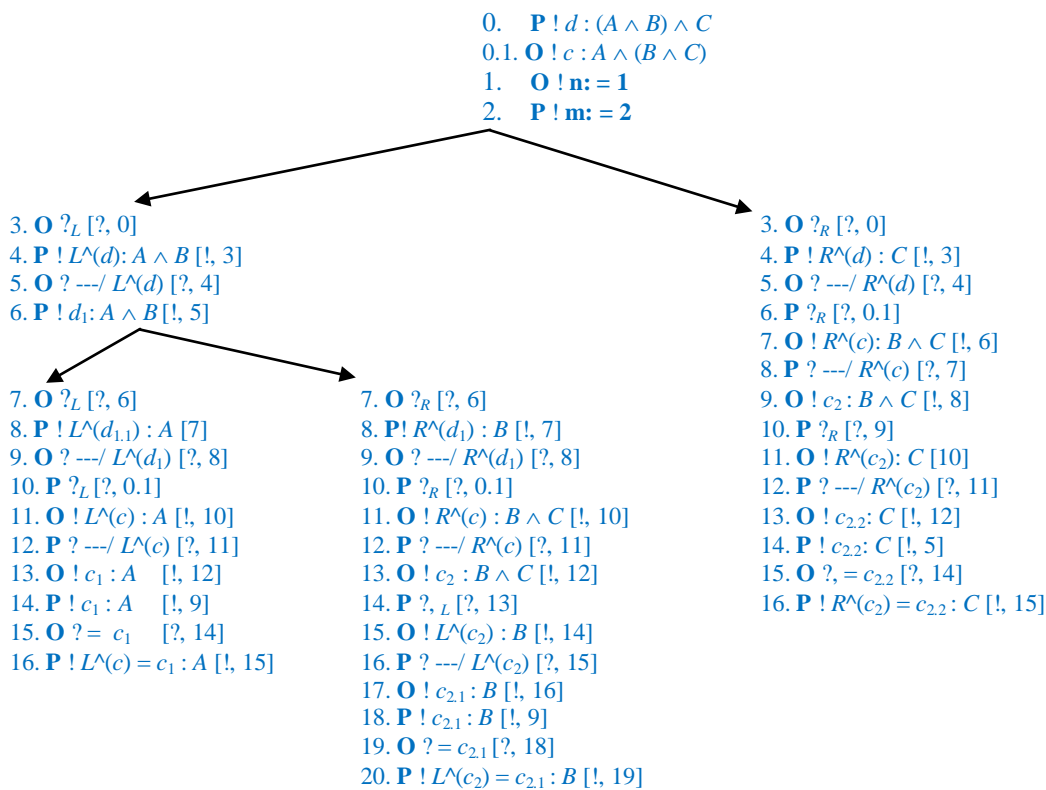 0. P ! d : (A ∧ B) ∧ C
0.1. O ! c : A ∧ (B ∧ C)
1. O ! n: = 1
2. P ! m: = 2
3. O ?L [?, 0]
4. P ! L^(d): A ∧ B [!, 3]
5. O ? ---/ L^(d) [?, 4]
6. P ! d1: A ∧ B [!, 5]
7. O ?L [?, 6]
8. P ! L^(d1.1) : A [7]
9. O ? ---/ L^(d1) [?, 8]
10. P ?L [?, 0.1]
11. O ! L^(c) : A [!, 10]
12. P ? ---/ L^(c) [?, 11]
13. O ! c1 : A [!, 12]
14. P ! c1 : A [!, 9]
15. O ? = c1 [?, 14]
16. P ! L^(c) = c1 : A [!, 15]
7. O ?R [?, 6]
8. P! R^(d1) : B [!, 7]
9. O ? ---/ R^(d1) [?, 8]
10. P ?R [?, 0.1]
11. O ! R^(c) : B ∧ C [!, 10]
12. P ? ---/ R^(c) [?, 11]
13. O ! c2 : B ∧ C [!, 12]
14. P ?, L [?, 13]
15. O ! L^(c2) : B [!, 14]
16. P ? ---/ L^(c2) [?, 15]
17. O ! c2.1 : B [!, 16]
18. P ! c2.1 : B [!, 9]
19. O ? = c2.1 [?, 18]
20. P ! L^(c2) = c2.1 : B [!, 19]
3. O ?R [?, 0]
4. P ! R^(d) : C [!, 3]
5. O ? ---/ R^(d) [?, 4]
6. P ?R [?, 0.1]
7. O ! R^(c): B ∧ C [!, 6]
8. P ? ---/ R^(c) [?, 7]
9. O ! c2 : B ∧ C [!, 8]
10. P ?R [?, 9]
11. O ! R^(c2): C [10]
12. P ? ---/ R^(c2) [?, 11]
13. O ! c2.2: C [!, 12]
14. P ! c2.2: C [!, 5]
15. O ?, = c2.2 [?, 14]
16. P ! R^(c2) = c2.2 : C [!, 15]